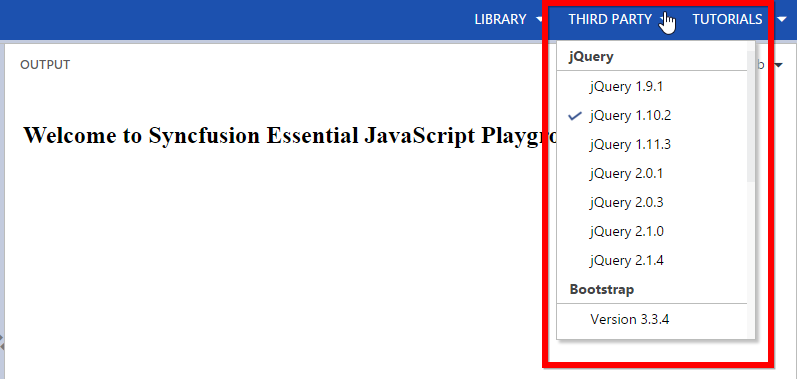 LIBRARY THIRD PARTY TUTORIALS
OUTPUT
jQuery
b
jQuery 1.9.1
jQuery 1.10.2
Welcome to Syncfusion Essential JavaScript Playgro
jQuery 1.11.3
jQuery 2.0.1
jQuery 2.0.3
jQuery 2.1.0
jQuery 2.1.4
Bootstrap
Version 3.3.4